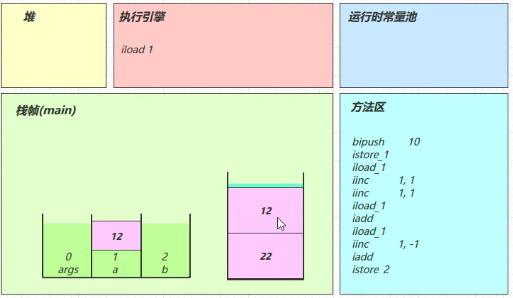 堆
执行引擎
iload 1
运行时常量池
栈帧(main)
12
0 1 2
args a b
12
22
方法区
bipush 10
istore_1
iload_1
iinc 1, 1
iinc 1, 1
iload_1
iadd
iload_1
iinc 1, -1
iadd
istore 2